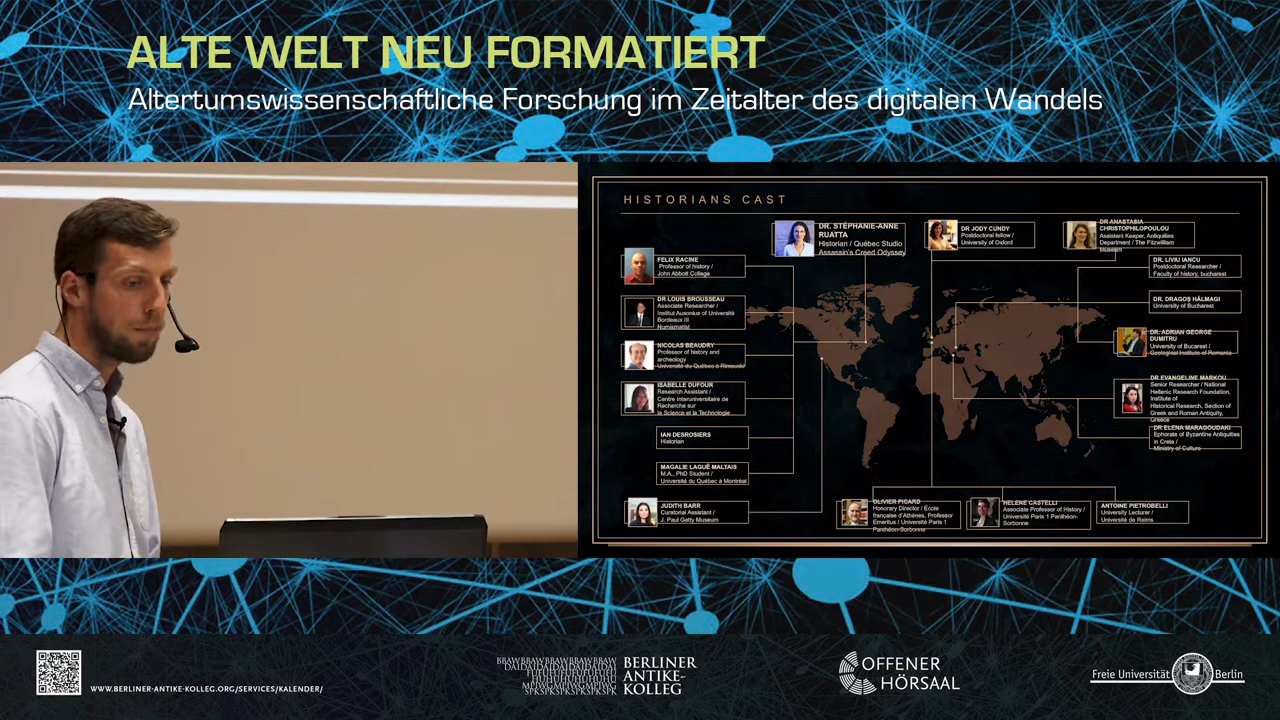 ALTE WELT NEU FORMATIERT
Altertumswissenschaftliche Forschung im Zeitalter des digitalen Wandels
HISTORIANS CAST
DR. STÉPHANIE-ANNE
RUATTA
Historian / Québec Studio
Assassin's Creed Odyssey
DR JODY CUNDY
Postdoctoral fellow /
University of Oxford
DR ANASTASIA
CHRISTOPHILOPOULOU
Assistant Keeper, Antiquities
Department / The Fitzwilliam
Museum
FELIX RACINE
Professor of history /
John Abbott College
DR LOUIS BROUSSEAU
Associate Researcher /
Institut Ausonius of Université
Bordeaux III
Numismatist
NICOLAS BEAUDRY
Professor of history and
archeology
Université du Québec à Rimouski
ISABELLE DUFOUR
Research Assistant /
Centre Interuniversitaire de
Recherche sur
la Science et la Technologie
IAN DESROSIERS
Historian
MAGALIE LAGUÊ MALTAIS
M.A., PhD Student /
Université du Québec à Montréal
JUDITH BARR
Curatorial Assistant /
J. Paul Getty Museum
DR. LIVIU IANCU
Postdoctoral Researcher /
Faculty of history, bucharest
DR. DRAGOȘ HĂLMAGI
University of Bucharest
DR. ADRIAN GEORGE
DUMITRU
University of Bucarest /
Geological Institute of Romania
DR EVANGELINE MARKOU
Senior Researcher / National
Hellenic Research Foundation,
Institute of
Historical Research, Section of
Greek and Roman Antiquity,
Greece
DR ELENA MARAGOUDAKI
Ephorate of Byzantine Antiquities
in Crete /
Ministry of Culture
OLIVIER PICARD
Honorary Director / École
française d'Athènes, Professor
Emeritus / Université Paris 1
Panthéon-Sorbonne
HELENE CASTELLI
Associate Professor of History /
Université Paris 1 Panthéon-
Sorbonne
ANTOINE PIETROBELLI
University Lecturer /
Université de Reims
WWW.BERLINER-ANTIKE-KOLLEG.ORG/SERVICES/KALENDER/
BERLINER
ANTIKE-
KOLLEG
OFFENER
HÖRSAAL
Freie Universität Berlin